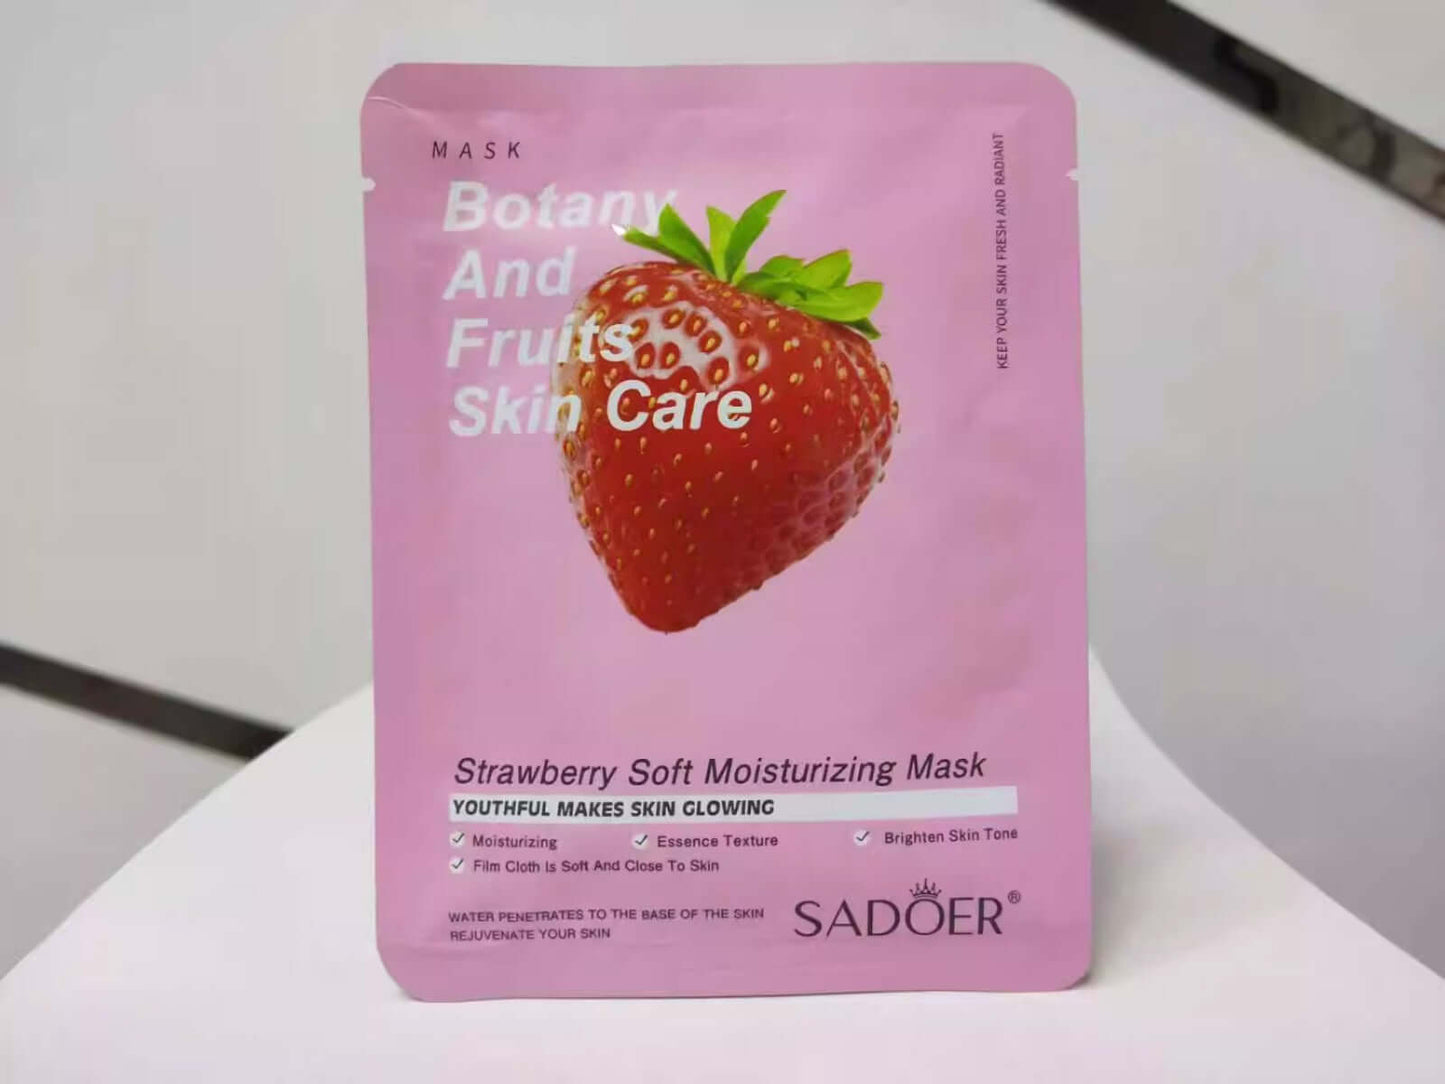 MASK
Botany
And
Fruits
Skin Care
KEEP YOUR SKIN FRESH AND RADIANT
Strawberry Soft Moisturizing Mask
YOUTHFUL MAKES SKIN GLOWING
Moisturizing Essence Texture Brighten Skin Tone
Film Cloth Is Soft And Close To Skin
WATER PENETRATES TO THE BASE OF THE SKIN
REJUVENATE YOUR SKIN
SADOER®